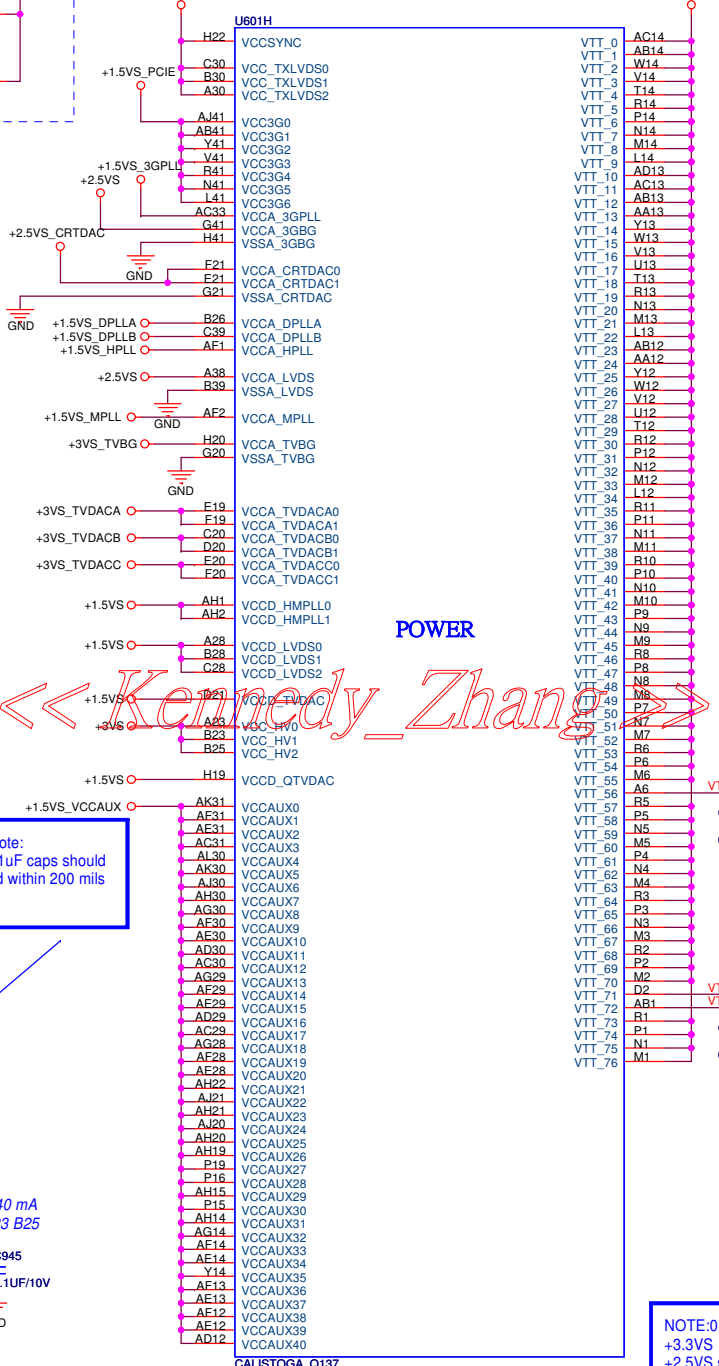 U601H
H22 VCCSYNC
C30 VCC_TXLVDS0
B30 VCC_TXLVDS1
A30 VCC_TXLVDS2
+1.5VS_PCIE
AJ41 VCC3G0
AB41 VCC3G1
Y41 VCC3G2
V41 VCC3G3
R41 VCC3G4
N41 VCC3G5
L41 VCC3G6
+1.5VS_3GPLL
AC33 VCCA_3GPLL
+2.5VS
G41 VCCA_3GBG
H41 VSSA_3GBG
GND
+2.5VS_CRTDAC
F21 VCCA_CRTDAC0
E21 VCCA_CRTDAC1
G21 VSSA_CRTDAC
GND
+1.5VS_DPLLA B26 VCCA_DPLLA
+1.5VS_DPLLB C39 VCCA_DPLLB
+1.5VS_HPLL AF1 VCCA_HPLL
+2.5VS A38 VCCA_LVDS
B39 VSSA_LVDS
GND
+1.5VS_MPLL AF2 VCCA_MPLL
+3VS_TVBG H20 VCCA_TVBG
G20 VSSA_TVBG
GND
+3VS_TVDACA E19 VCCA_TVDACA0
F19 VCCA_TVDACA1
+3VS_TVDACB C20 VCCA_TVDACB0
D20 VCCA_TVDACB1
+3VS_TVDACC E20 VCCA_TVDACC0
F20 VCCA_TVDACC1
+1.5VS AH1 VCCD_HMPLL0
AH2 VCCD_HMPLL1
POWER
+1.5VS A28 VCCD_LVDS0
B28 VCCD_LVDS1
C28 VCCD_LVDS2
<< Kennedy_Zhang >>
+1.5VS D21 VCCD_TVDAC
+3VS A23 VCC_HV0
B23 VCC_HV1
B25 VCC_HV2
+1.5VS H19 VCCD_QTVDAC
+1.5VS_VCCAUX AK31 VCCAUX0
AF31 VCCAUX1
AE31 VCCAUX2
AC31 VCCAUX3
AL30 VCCAUX4
AK30 VCCAUX5
AJ30 VCCAUX6
AH30 VCCAUX7
AG30 VCCAUX8
AF30 VCCAUX9
AE30 VCCAUX10
AD30 VCCAUX11
AC30 VCCAUX12
AG29 VCCAUX13
AF29 VCCAUX14
AE29 VCCAUX15
AD29 VCCAUX16
AC29 VCCAUX17
AG28 VCCAUX18
AF28 VCCAUX19
AE28 VCCAUX20
AH22 VCCAUX21
AJ21 VCCAUX22
AH21 VCCAUX23
AJ20 VCCAUX24
AH20 VCCAUX25
AH19 VCCAUX26
P19 VCCAUX27
P16 VCCAUX28
AH15 VCCAUX29
P15 VCCAUX30
AH14 VCCAUX31
AG14 VCCAUX32
AF14 VCCAUX33
AE14 VCCAUX34
Y14 VCCAUX35
AF13 VCCAUX36
AE13 VCCAUX37
AF12 VCCAUX38
AE12 VCCAUX39
AD12 VCCAUX40
CALISTOGA_Q137
VTT_0 AC14
VTT_1 AB14
VTT_2 W14
VTT_3 V14
VTT_4 T14
VTT_5 R14
VTT_6 P14
VTT_7 N14
VTT_8 M14
VTT_9 L14
VTT_10 AD13
VTT_11 AC13
VTT_12 AB13
VTT_13 AA13
VTT_14 Y13
VTT_15 W13
VTT_16 V13
VTT_17 U13
VTT_18 T13
VTT_19 R13
VTT_20 N13
VTT_21 M13
VTT_22 L13
VTT_23 AB12
VTT_24 AA12
VTT_25 Y12
VTT_26 W12
VTT_27 V12
VTT_28 U12
VTT_29 T12
VTT_30 R12
VTT_31 P12
VTT_32 N12
VTT_33 M12
VTT_34 L12
VTT_35 R11
VTT_36 P11
VTT_37 N11
VTT_38 M11
VTT_39 R10
VTT_40 P10
VTT_41 N10
VTT_42 M10
VTT_43 P9
VTT_44 N9
VTT_45 M9
VTT_46 R8
VTT_47 P8
VTT_48 N8
VTT_49 M8
VTT_50 P7
VTT_51 N7
VTT_52 M7
VTT_53 R6
VTT_54 P6
VTT_55 M6
VTT_56 A6
VTT_57 R5
VTT_58 P5
VTT_59 N5
VTT_60 M5
VTT_61 P4
VTT_62 N4
VTT_63 M4
VTT_64 R3
VTT_65 P3
VTT_66 N3
VTT_67 M3
VTT_68 R2
VTT_69 P2
VTT_70 M2
VTT_71 D2
VTT_72 AB1
VTT_73 R1
VTT_74 P1
VTT_75 N1
VTT_76 M1
ote:
1uF caps should
d within 200 mils
40 mA
3 B25
945
.1UF/10V
NOTE:0
+3.3VS
+2.5VS